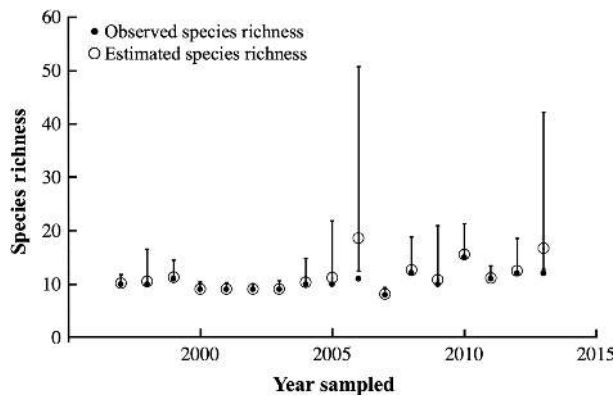 60
Observed species richness
Estimated species richness
50
40
30
20
10
0
Species richness
2000 2005 2010 2015
Year sampled